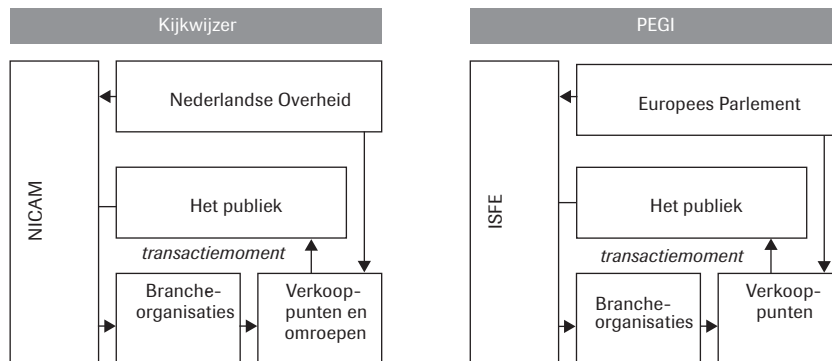 Kijkwijzer
NICAM
Nederlandse Overheid
Het publiek
transactiemoment
Branche-
organisaties
Verkoop-
punten en
omroepen
PEGI
ISFE
Europees Parlement
Het publiek
transactiemoment
Branche-
organisaties
Verkoop-
punten